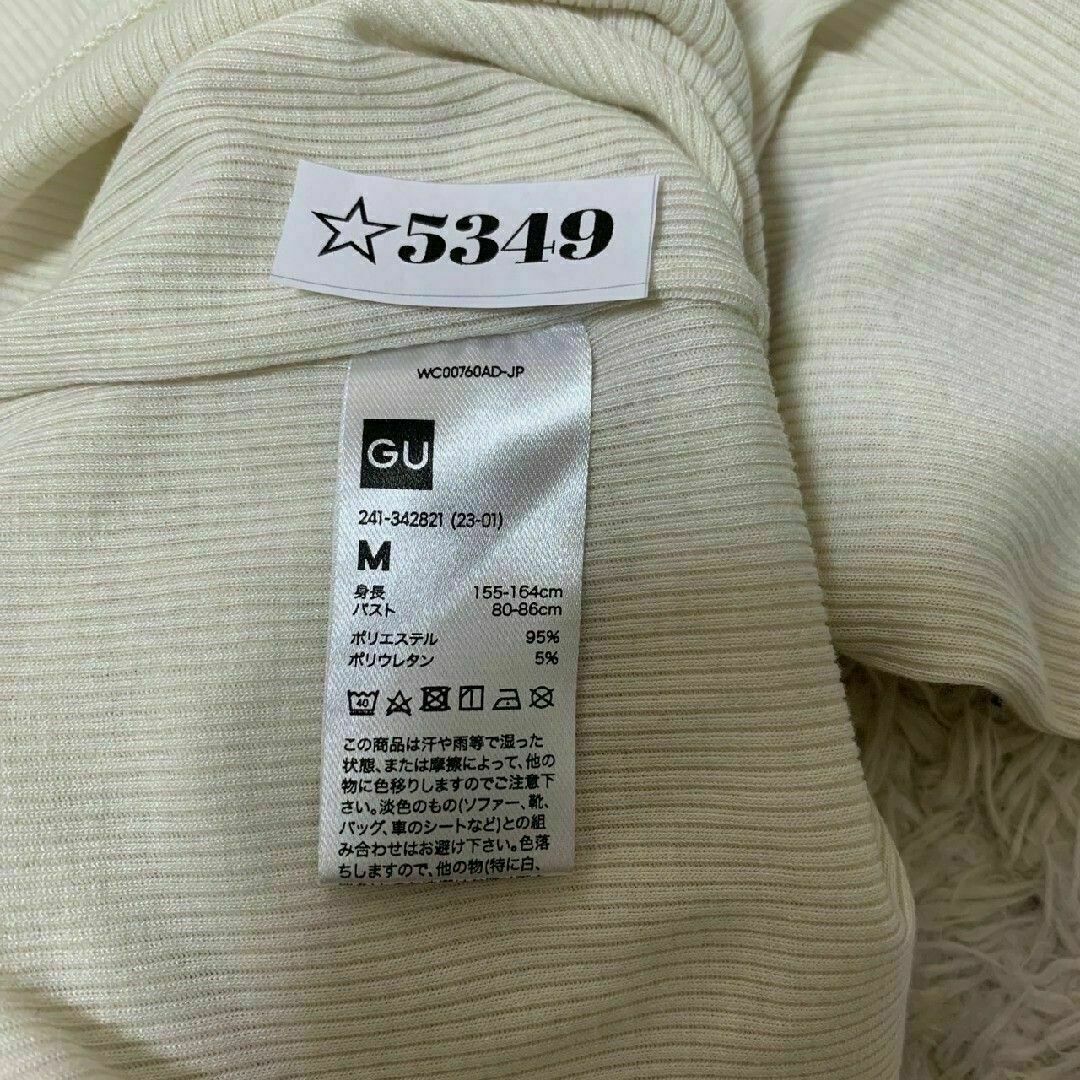 ☆5349
WC00760AD-JP
GU
241-342821 (23-01)
M
身長 155-164cm
バスト 80-86cm
ポリエステル 95%
ポリウレタン 5%
40
この商品は汗や雨等で湿った
状態、または摩擦によって、他の
物に色移りしますのでご注意下
さい。淡色のもの(ソファー、靴、
バッグ、車のシートなど)との組
み合わせはお避け下さい。色落
ちしますので、他の物(特に白、